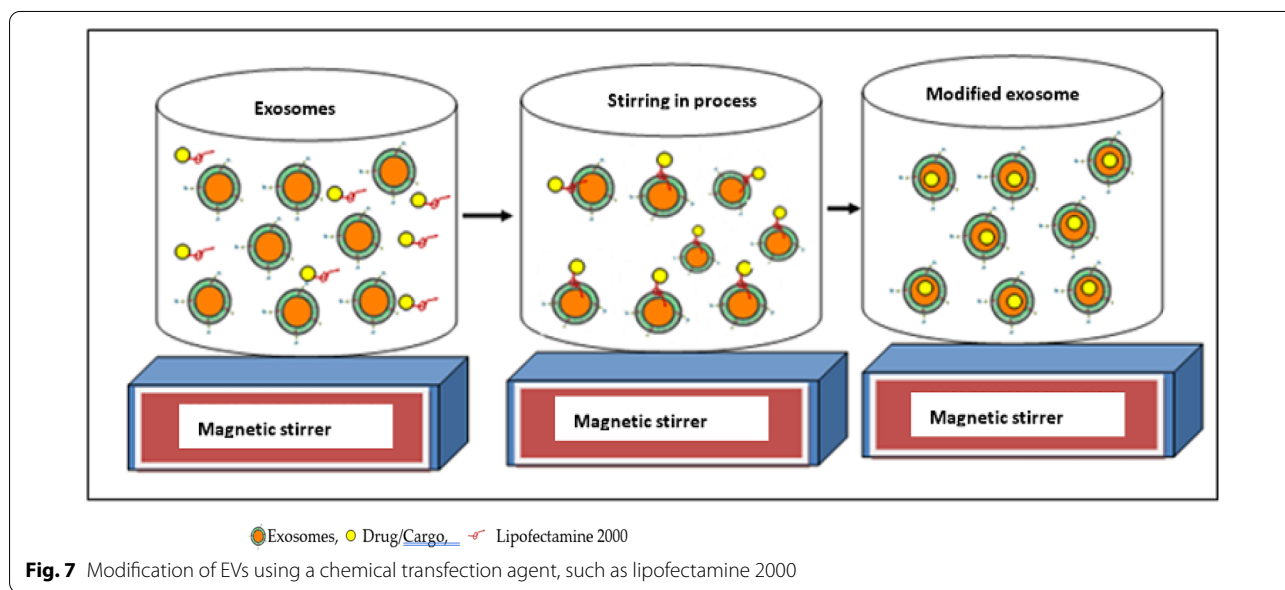 Exosomes
Stirring in process
Modified exosome
Magnetic stirrer
Magnetic stirrer
Magnetic stirrer
Exosomes, Drug/Cargo, Lipofectamine 2000
Fig. 7 Modification of EVs using a chemical transfection agent, such as lipofectamine 2000